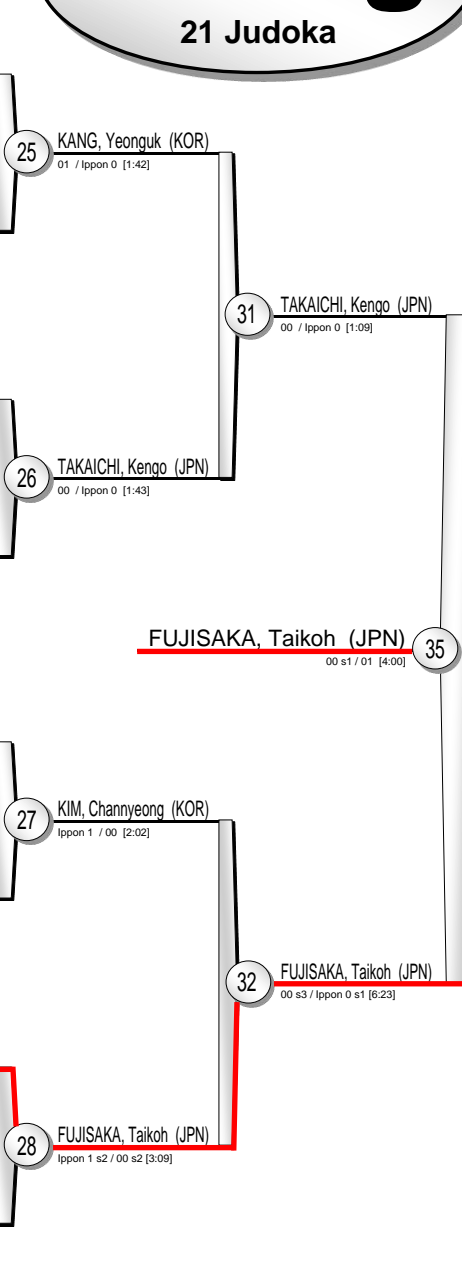 21 Judoka
25
KANG, Yeonguk (KOR)
01 / Ippon 0 [1:42]
31
TAKAICHI, Kengo (JPN)
00 / Ippon 0 [1:09]
26
TAKAICHI, Kengo (JPN)
00 / Ippon 0 [1:43]
FUJISAKA, Taikoh (JPN)
35
00 s1 / 01 [4:00]
27
KIM, Channyeong (KOR)
Ippon 1 / 00 [2:02]
32
FUJISAKA, Taikoh (JPN)
00 s3 / Ippon 0 s1 [6:23]
28
FUJISAKA, Taikoh (JPN)
Ippon 1 s2 / 00 s2 [3:09]